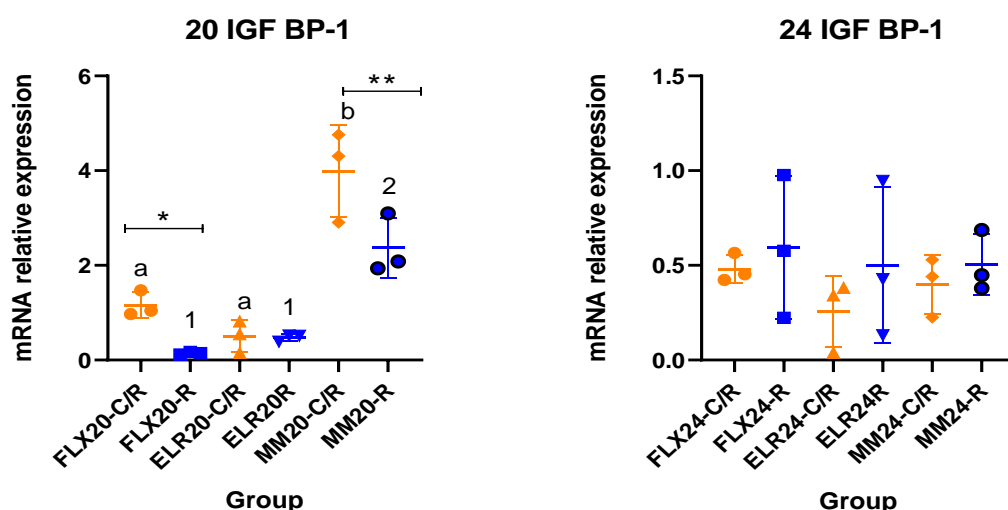 20 IGF BP-1
mRNA relative expression
6
4
2
0
*
**
a
1
a
1
b
2
FLX20-C/R
FLX20-R
ELR20-C/R
ELR20R
MM20-C/R
MM20-R
Group
24 IGF BP-1
mRNA relative expression
1.5
1.0
0.5
0.0
FLX24-C/R
FLX24-R
ELR24-C/R
ELR24R
MM24-C/R
MM24-R
Group